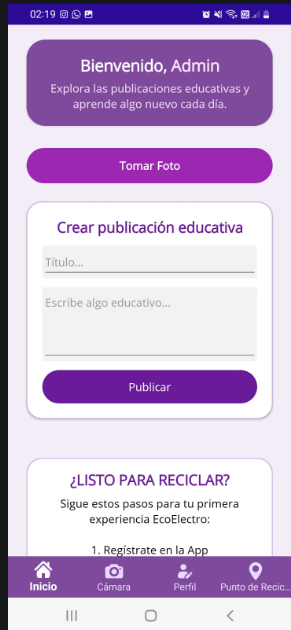 02:19
Bienvenido, Admin
Explora las publicaciones educativas y
aprende algo nuevo cada día.
Tomar Foto
Crear publicación educativa
Título...
Escribe algo educativo...
Publicar
¿LISTO PARA RECICLAR?
Sigue estos pasos para tu primera
experiencia EcoElectro:
1. Regístrate en la App
Inicio
Cámara
Perfil
Punto de Recic...